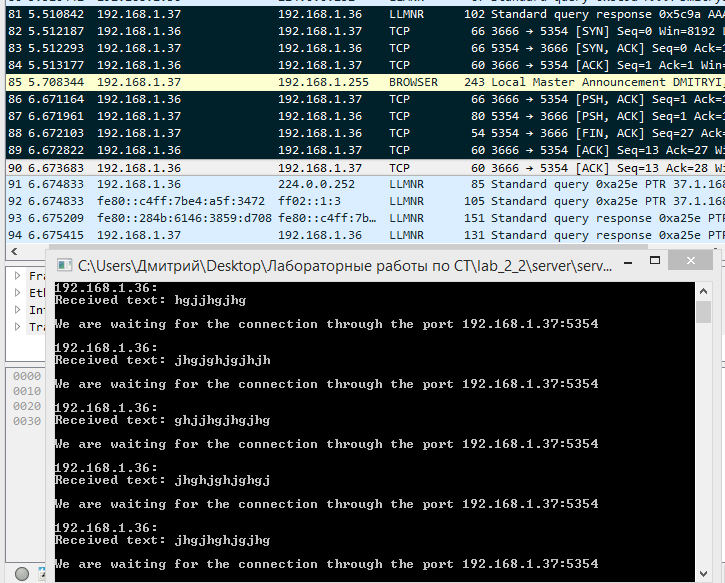 81 5.510842 192.168.1.37 192.168.1.36 LLMNR 102 Standard query response 0x5c9a AAA
82 5.512187 192.168.1.36 192.168.1.37 TCP 66 3666 → 5354 [SYN] Seq=0 Win=8192 L
83 5.512293 192.168.1.37 192.168.1.36 TCP 66 5354 → 3666 [SYN, ACK] Seq=0 Ack=
84 5.513177 192.168.1.36 192.168.1.37 TCP 60 3666 → 5354 [ACK] Seq=1 Ack=1 Win
85 5.708344 192.168.1.37 192.168.1.255 BROWSER 243 Local Master Announcement DMITRYI,
86 6.671164 192.168.1.36 192.168.1.37 TCP 66 3666 → 5354 [PSH, ACK] Seq=1 Ack=1
87 6.671961 192.168.1.37 192.168.1.36 TCP 80 5354 → 3666 [PSH, ACK] Seq=1 Ack=1
88 6.672103 192.168.1.37 192.168.1.36 TCP 54 5354 → 3666 [FIN, ACK] Seq=27 Ack=
89 6.672822 192.168.1.36 192.168.1.37 TCP 60 3666 → 5354 [ACK] Seq=13 Ack=27 Wi
90 6.673683 192.168.1.36 192.168.1.37 TCP 60 3666 → 5354 [ACK] Seq=13 Ack=28 Wi
91 6.674833 192.168.1.36 224.0.0.252 LLMNR 85 Standard query 0xa25e PTR 37.1.168
92 6.674833 fe80::c4ff:7be4:a5f:3472 ff02::1:3 LLMNR 105 Standard query 0xa25e PTR 37.1.168
93 6.675209 fe80::284b:6146:3859:d708 fe80::c4ff:7b… LLMNR 151 Standard query response 0xa25e PTR
94 6.675415 192.168.1.37 192.168.1.36 LLMNR 131 Standard query response 0xa25e PTR
C:\Users\Дмитрий\Desktop\Лабораторные работы по СТ\lab_2_2\server\serv...
Fra
Eth
Int
Tra
0000
0010
0020
0030
192.168.1.36:
Received text: hgjjhgjhg
We are waiting for the connection through the port 192.168.1.37:5354
192.168.1.36:
Received text: jhgjghjgjhjh
We are waiting for the connection through the port 192.168.1.37:5354
192.168.1.36:
Received text: ghjjhgjhgjhg
We are waiting for the connection through the port 192.168.1.37:5354
192.168.1.36:
Received text: jhghjghjghgj
We are waiting for the connection through the port 192.168.1.37:5354
192.168.1.36:
Received text: jhgjhghjgjhg
We are waiting for the connection through the port 192.168.1.37:5354